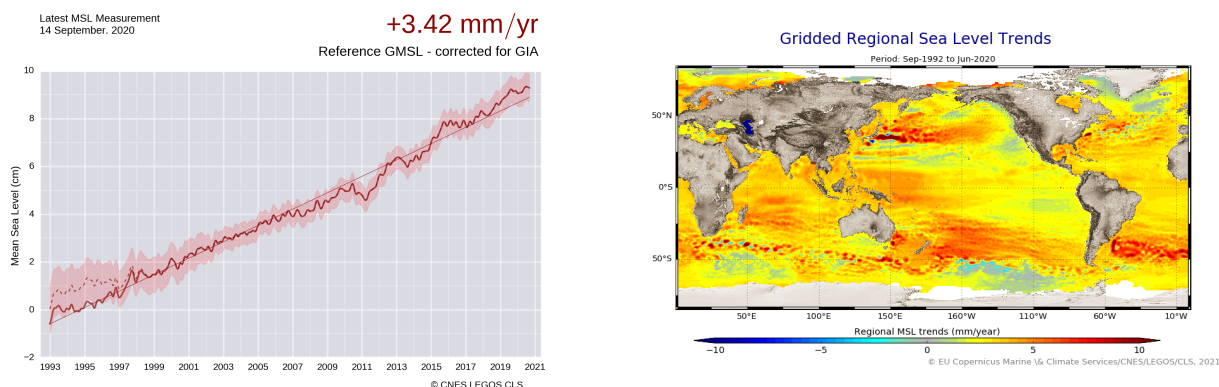 Latest MSL Measurement
14 September. 2020
+3.42 mm/yr
Reference GMSL - corrected for GIA
10
8
6
4
2
0
−2
Mean Sea Level (cm)
1993 1995 1997 1999 2001 2003 2005 2007 2009 2011 2013 2015 2017 2019 2021
© CNES LEGOS CLS
Gridded Regional Sea Level Trends
Period: Sep-1992 to Jun-2020
50°N
0°S
50°S
50°E 100°E 150°E 160°W 110°W 60°W 10°W
Regional MSL trends (mm/year)
−10 −5 0 5 10
© EU Copernicus Marine \& Climate Services/CNES/LEGOS/CLS, 2021